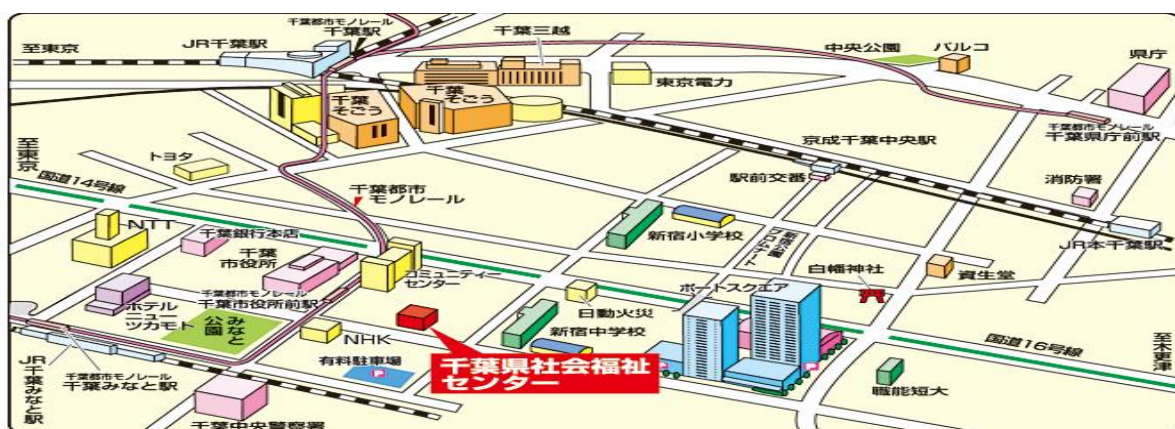 千葉都市モノレール
千葉駅
千葉三越
至東京
JR千葉駅
中央公園
パルコ
県庁
東京電力
千葉
そごう
千葉
そごう
千葉都市モノレール
千葉県庁前駅
京成千葉中央駅
至東京
トヨタ
国道14号線
駅前交番
消防署
千葉都市
モノレール
NTT
千葉銀行本店
新宿小学校
JR本千葉駅
千葉
市役所
コミュニティー
センター
白幡神社
資生堂
ポートスクエア
千葉都市モノレール
千葉市役所前駅
ホテル
ニュー
ツカモト
みなと
公園
日動火災
新宿中学校
NHK
国道16号線
至木更津
有料駐車場
P
千葉県社会福祉
センター
P
P
JR
千葉みなと駅
千葉都市モノレール
千葉みなと駅
職能短大
千葉中央警察署